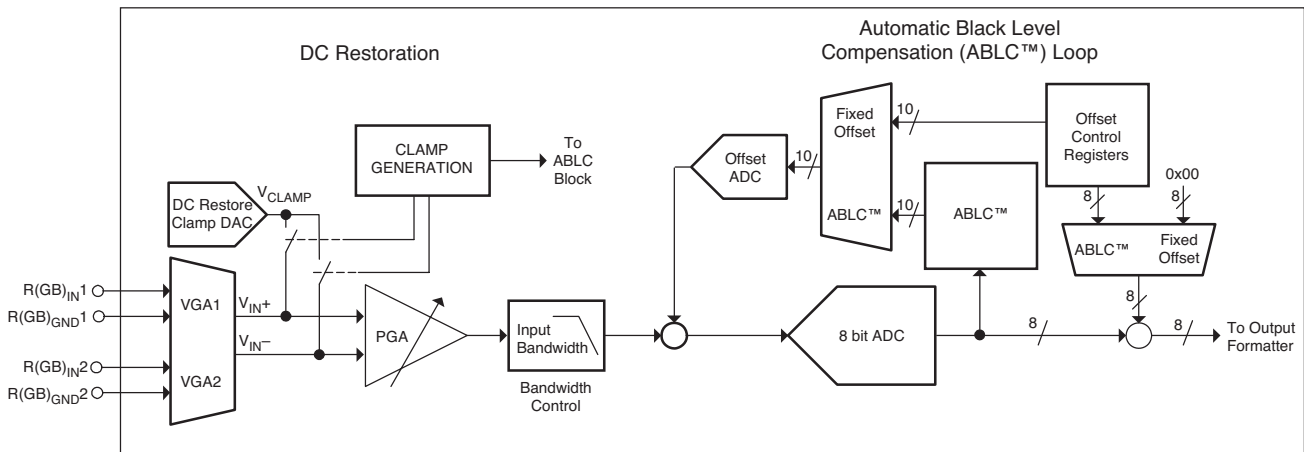 DC Restoration
Automatic Black Level
Compensation (ABLC™) Loop
CLAMP
GENERATION
To
ABLC
Block
DC Restore
Clamp DAC
VCLAMP
R(GB)IN1
R(GB)GND1
R(GB)IN2
R(GB)GND2
VGA1
VGA2
VIN+
VIN–
PGA
Input
Bandwidth
Bandwidth
Control
Offset
ADC
10
Fixed
Offset
ABLC™
10
10
ABLC™
Offset
Control
Registers
0x00
8
8
ABLC™
Fixed
Offset
8
8 bit ADC
8
8
To Output
Formatter